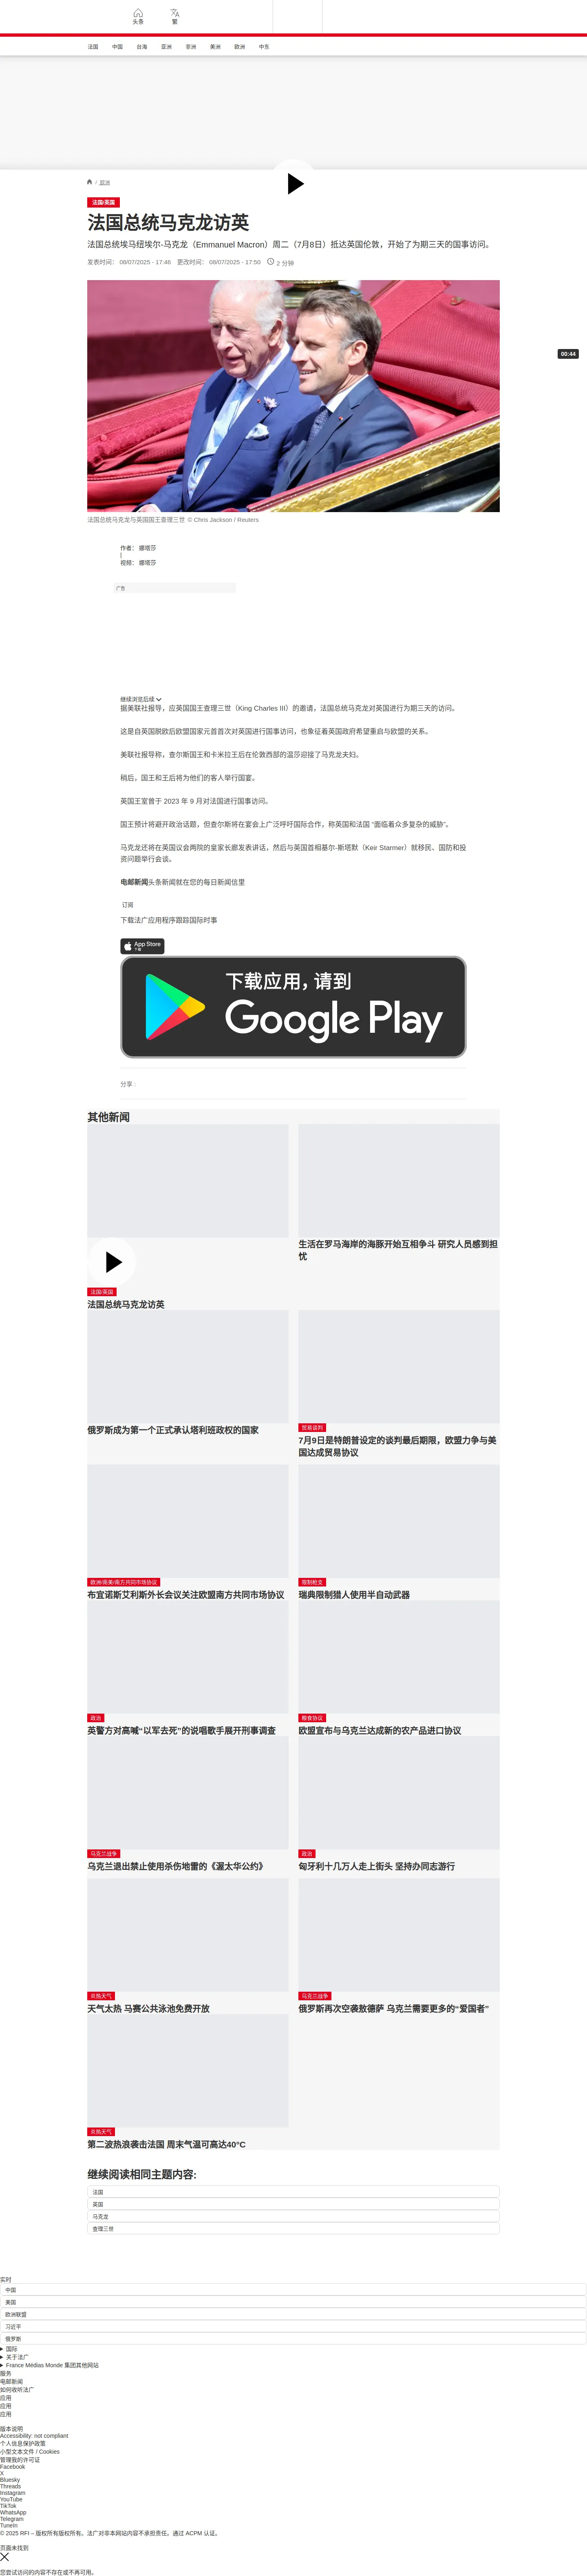 头条
繁
法国
中国
台海
亚洲
非洲
美洲
欧洲
中东
/ 欧洲
法国/英国
法国总统马克龙访英
法国总统埃马纽埃尔-马克龙（Emmanuel Macron）周二（7月8日）抵达英国伦敦，开始了为期三天的国事访问。
发表时间： 08/07/2025 - 17:46 更改时间： 08/07/2025 - 17:50 2 分钟
00:44
法国总统马克龙与英国国王查理三世 © Chris Jackson / Reuters
作者： 娜塔莎
|
视频： 娜塔莎
广告
继续浏览后续
据美联社报导，应英国国王查理三世（King Charles III）的邀请，法国总统马克龙对英国进行为期三天的访问。
这是自英国脱欧后欧盟国家元首首次对英国进行国事访问，也象征着英国政府希望重启与欧盟的关系。
美联社报导称，查尔斯国王和卡米拉王后在伦敦西部的温莎迎接了马克龙夫妇。
稍后，国王和王后将为他们的客人举行国宴。
英国王室曾于 2023 年 9 月对法国进行国事访问。
国王预计将避开政治话题，但查尔斯将在宴会上广泛呼吁国际合作，称英国和法国 “面临着众多复杂的威胁”。
马克龙还将在英国议会两院的皇家长廊发表讲话，然后与英国首相基尔-斯塔默（Keir Starmer）就移民、国防和投
资问题举行会谈。
电邮新闻头条新闻就在您的每日新闻信里
订阅
下载法广应用程序跟踪国际时事
App Store
下载
下载应用，请到
Google Play
分享 :
其他新闻
法国/英国
法国总统马克龙访英
生活在罗马海岸的海豚开始互相争斗 研究人员感到担
忧
俄罗斯成为第一个正式承认塔利班政权的国家
贸易谈判
7月9日是特朗普设定的谈判最后期限，欧盟力争与美
国达成贸易协议
欧洲/南美/南方共同市场协议
布宜诺斯艾利斯外长会议关注欧盟南方共同市场协议
限制枪支
瑞典限制猎人使用半自动武器
政治
英警方对高喊“以军去死”的说唱歌手展开刑事调查
粮食协议
欧盟宣布与乌克兰达成新的农产品进口协议
乌克兰战争
乌克兰退出禁止使用杀伤地雷的《渥太华公约》
政治
匈牙利十几万人走上街头 坚持办同志游行
炎热天气
天气太热 马赛公共泳池免费开放
乌克兰战争
俄罗斯再次空袭敖德萨 乌克兰需要更多的“爱国者”
炎热天气
第二波热浪袭击法国 周末气温可高达40°C
继续阅读相同主题内容:
法国
英国
马克龙
查理三世
实时
中国
美国
欧洲联盟
习近平
俄罗斯
国际
关于法广
France Médias Monde 集团其他网站
服务
电邮新闻
如何收听法广
应用
应用
应用
版本说明
Accessibility: not compliant
个人信息保护政策
小型文本文件 / Cookies
管理我的许可证
Facebook
X
Bluesky
Threads
Instagram
YouTube
TikTok
WhatsApp
Telegram
TuneIn
© 2025 RFI – 版权所有版权所有。法广对非本网站内容不承担责任。通过 ACPM 认证。
页面未找到
您尝试访问的内容不存在或不再可用。